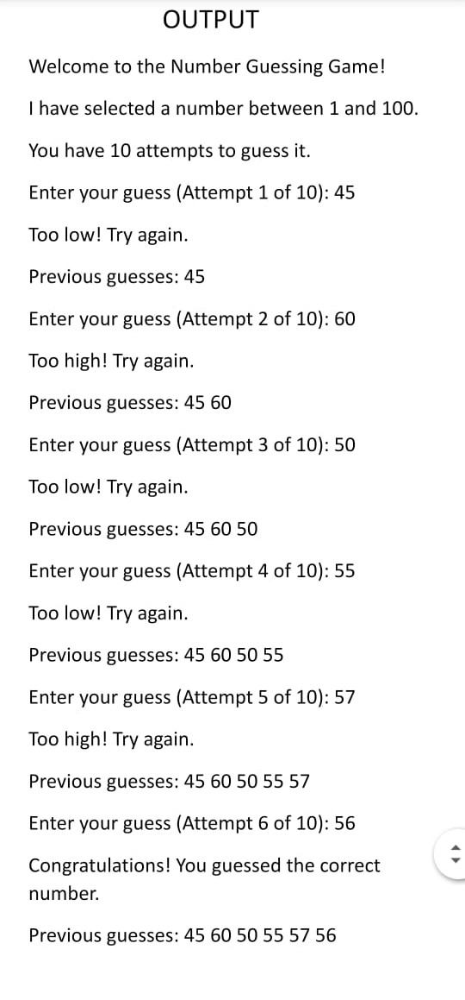 OUTPUT
Welcome to the Number Guessing Game!
I have selected a number between 1 and 100.
You have 10 attempts to guess it.
Enter your guess (Attempt 1 of 10): 45
Too low! Try again.
Previous guesses: 45
Enter your guess (Attempt 2 of 10): 60
Too high! Try again.
Previous guesses: 45 60
Enter your guess (Attempt 3 of 10): 50
Too low! Try again.
Previous guesses: 45 60 50
Enter your guess (Attempt 4 of 10): 55
Too low! Try again.
Previous guesses: 45 60 50 55
Enter your guess (Attempt 5 of 10): 57
Too high! Try again.
Previous guesses: 45 60 50 55 57
Enter your guess (Attempt 6 of 10): 56
Congratulations! You guessed the correct
number.
Previous guesses: 45 60 50 55 57 56